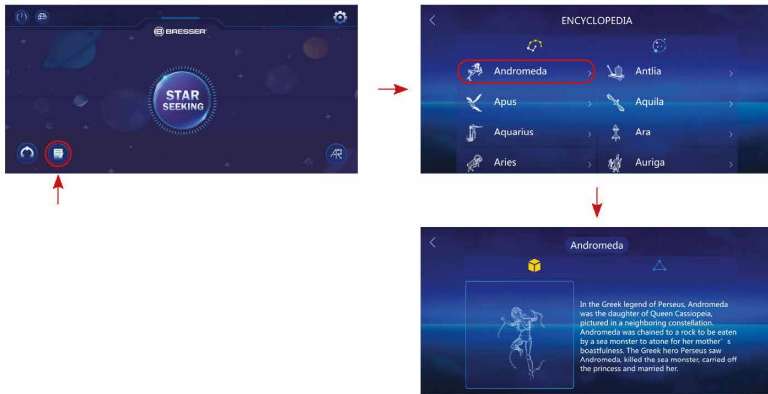 BRESSER
STAR
SEEKING
AR
ENCYCLOPEDIA
Andromeda
Antlia
Apus
Aquila
Aquarius
Ara
Aries
Auriga
Andromeda
In the Greek legend of Perseus, Andromeda
was the daughter of Queen Cassiopeia,
pictured in a neighboring constellation.
Andromeda was chained to a rock to be eaten
by a sea monster to atone for her mother' s
boastfulness. The Greek hero Perseus saw
Andromeda, killed the sea monster, carried off
the princess and married her.